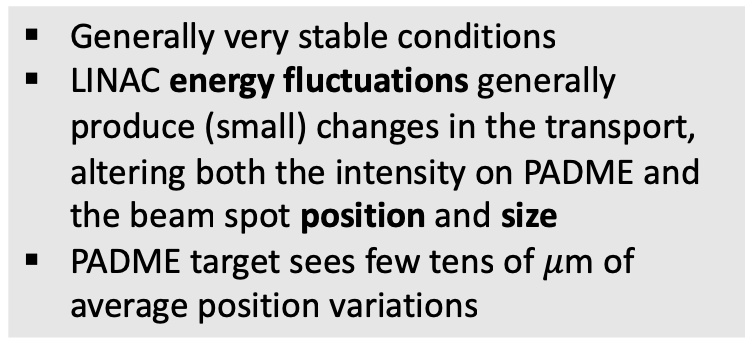 ▪ Generally very stable conditions
▪ LINAC energy fluctuations generally
produce (small) changes in the transport,
altering both the intensity on PADME and
the beam spot position and size
▪ PADME target sees few tens of 𝜇m of
average position variations